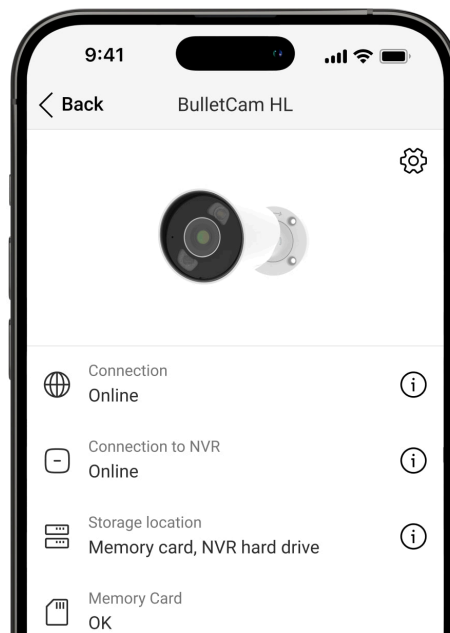 9:41
Back
BulletCam HL
Connection
Online
Connection to NVR
Online
Storage location
Memory card, NVR hard drive
Memory Card
OK